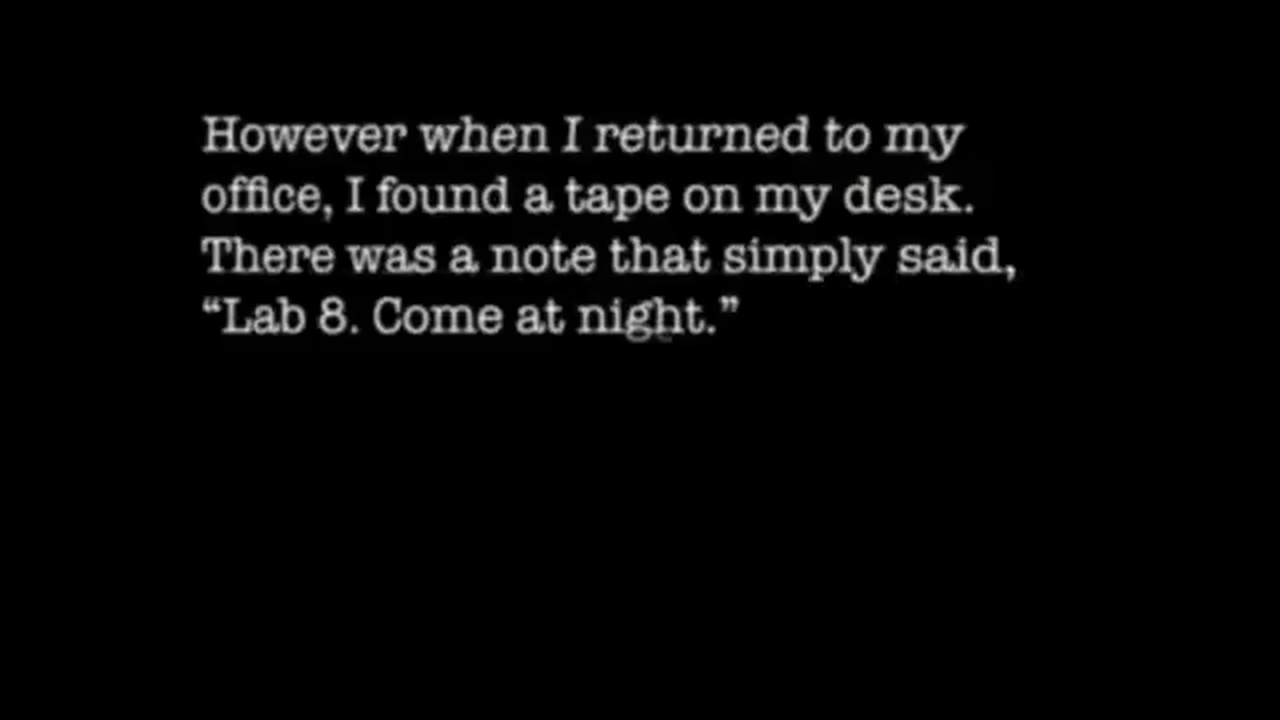 However when I returned to my
office, I found a tape on my desk.
There was a note that simply said,
“Lab 8. Come at night.”